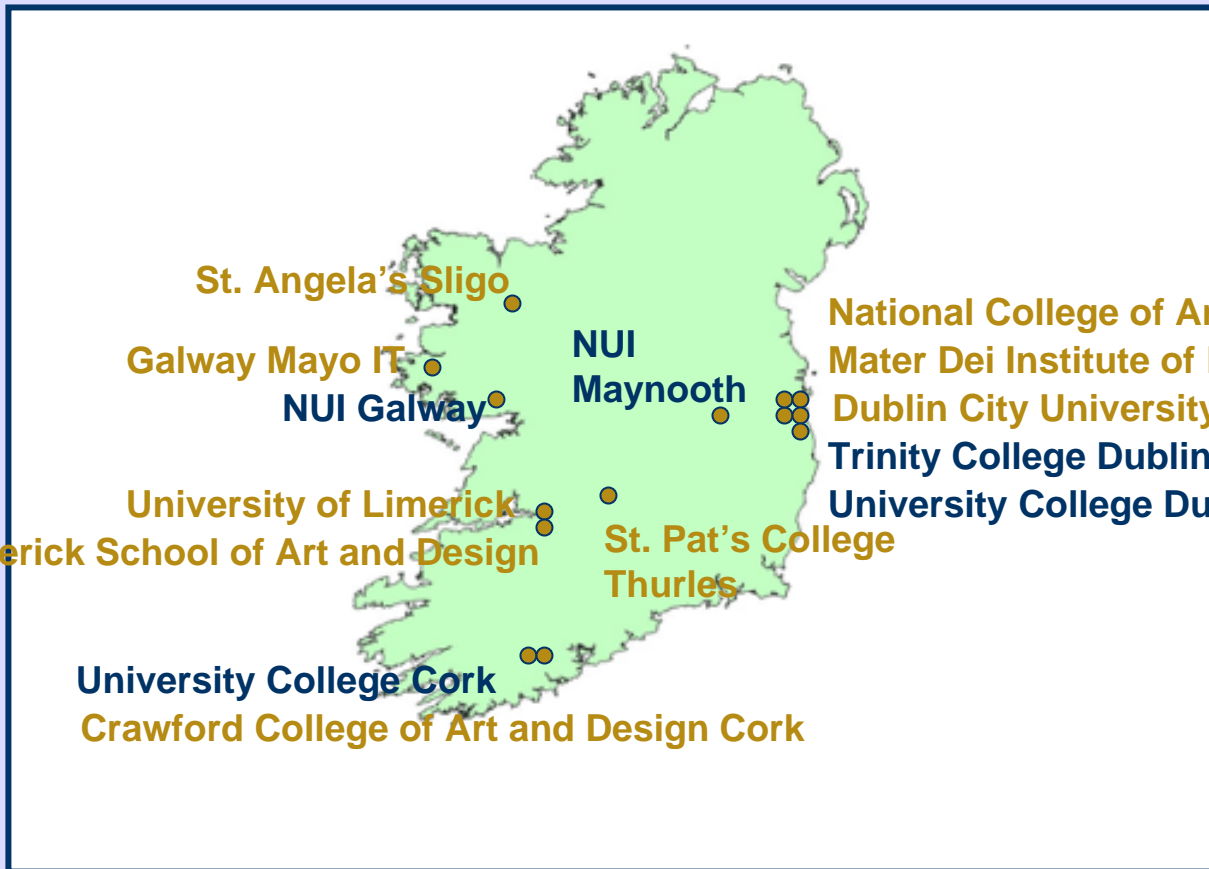 St. Angela's Sligo
Galway Mayo IT
NUI Galway
NUI
Maynooth
National College of
Mater Dei Institute of
Dublin City University
Trinity College Dublin
University College
University of Limerick
School of Art and Design
St. Pat's College
Thurles
University College Cork
Crawford College of Art and Design Cork